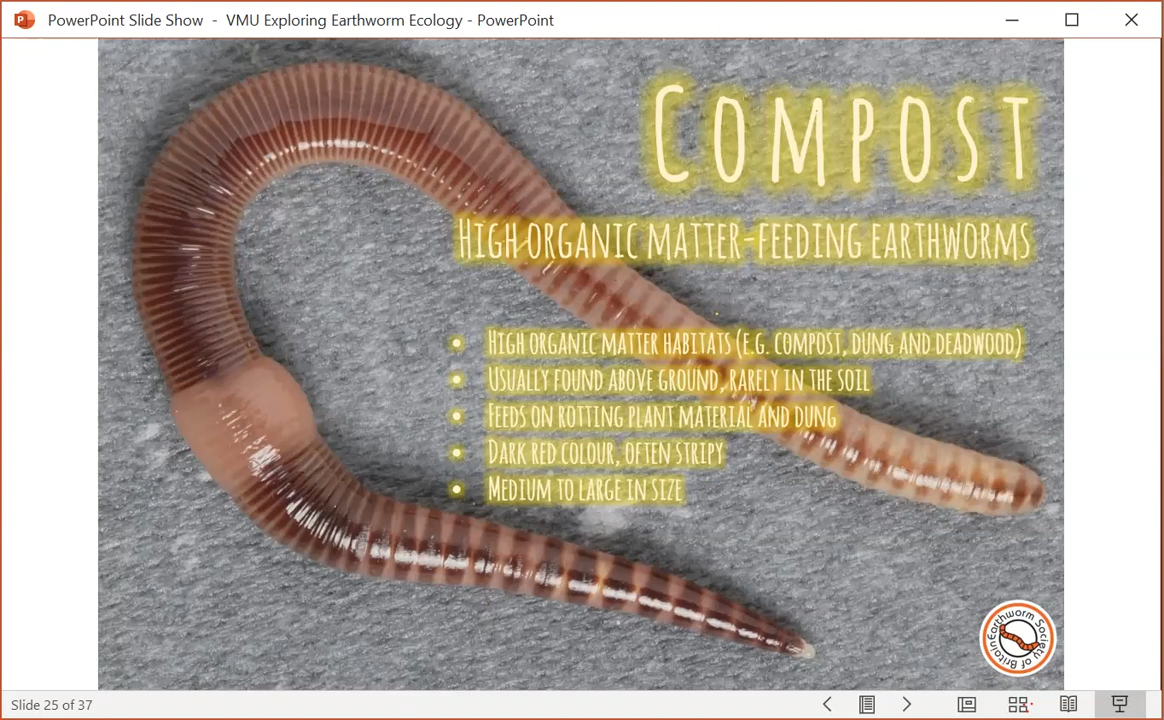 PowerPoint Slide Show - VMU Exploring Earthworm Ecology - PowerPoint
Compost
High organic matter-feeding earthworms
• High organic matter habitats (e.g. compost, dung and deadwood)
• Usually found above ground, rarely in the soil
• Feeds on rotting plant material and dung
• Dark red colour, often stripy
• Medium to large in size
Earthworm Society of Britain
Slide 25 of 37